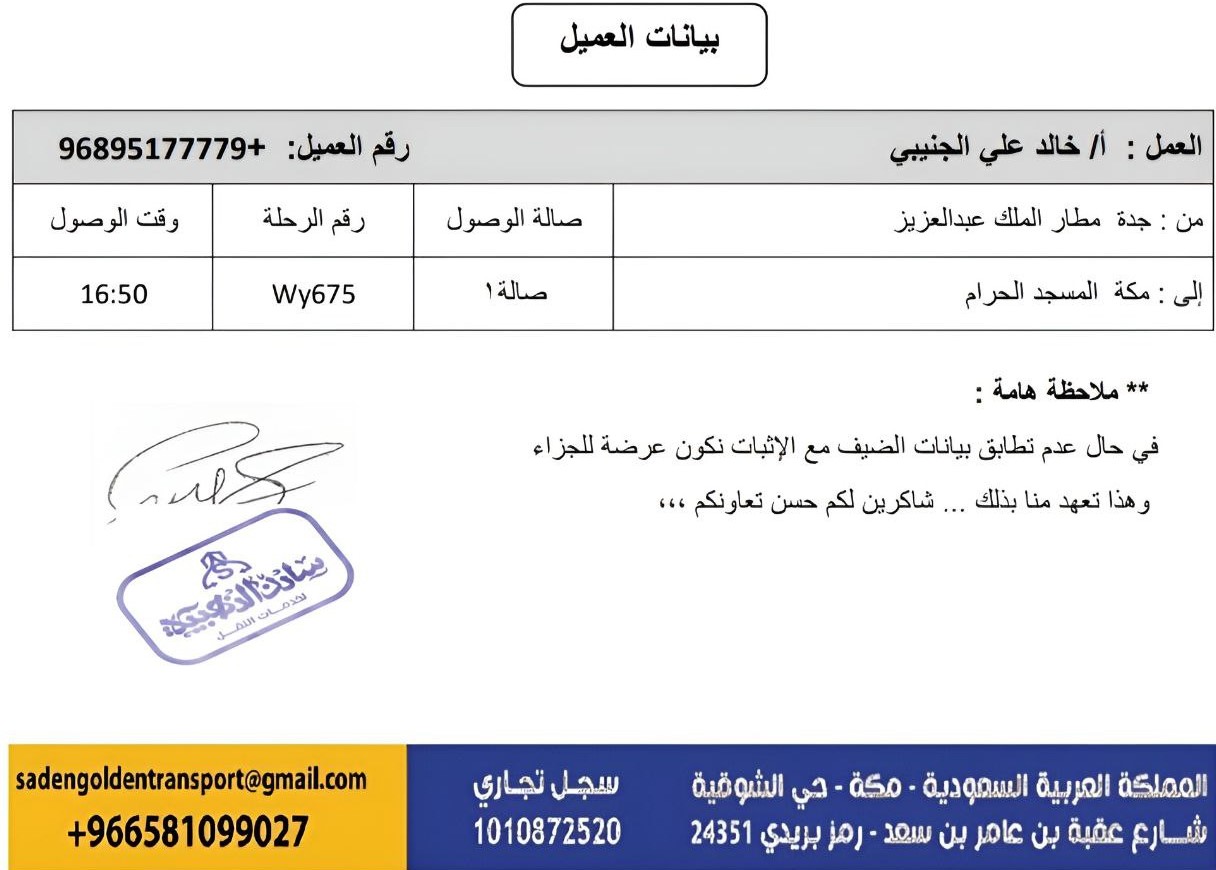 بيانات العميل
العمل : أ/ خالد علي الجنيبي رقم العميل: +96895177779
من : جدة مطار الملك عبدالعزيز صالة الوصول رقم الرحلة وقت الوصول
إلى : مكة المسجد الحرام صالة١ Wy675 16:50
** ملاحظة هامة :
في حال عدم تطابق بيانات الضيف مع الإثبات نكون عرضة للجزاء
وهذا تعهد منا بذلك ... شاكرين لكم حسن تعاونكم ،،،
سادن الذهبية
لخدمات النقل
المملكة العربية السعودية - مكة - حي الشوقية
شارع عقبة بن عامر بن سعد - رمز بريدي 24351
سجل تجاري
1010872520
sadengoldentransport@gmail.com
+966581099027